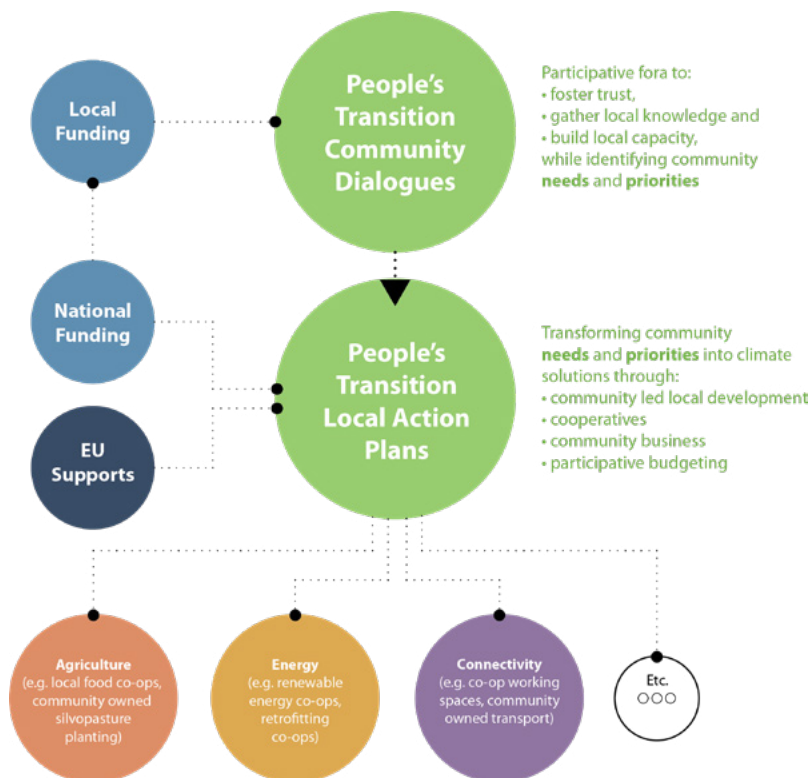 Local
Funding
People's
Transition
Community
Dialogues
Participative fora to:
• foster trust,
• gather local knowledge and
• build local capacity,
while identifying community
needs and priorities
National
Funding
EU
Supports
People's
Transition
Local Action
Plans
Transforming community
needs and priorities into climate
solutions through:
• community led local development
• cooperatives
• community business
• participative budgeting
Agriculture
(e.g. local food co-ops,
community owned
silvopasture
planting)
Energy
(e.g. renewable
energy co-ops,
retrofitting
co-ops)
Connectivity
(e.g. co-op working
spaces, community
owned transport)
Etc.